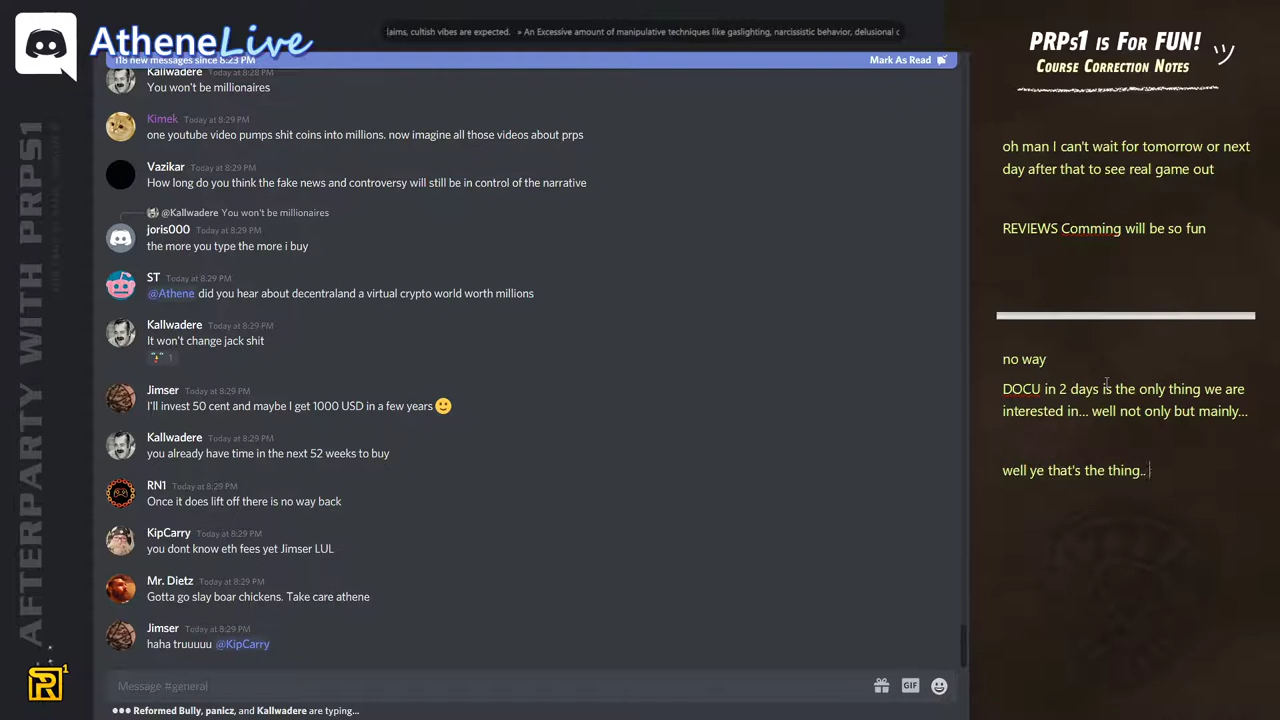 AtheneLive
laims, cultish vibes are expected.   » An Excessive amount of manipulative techniques like gaslighting, narcissistic behavior, delusional c
118 new messages since 8:23 PM
Mark As Read
Kallwadere Today at 8:28 PM
You won't be millionaires
Kimek Today at 8:29 PM
one youtube video pumps shit coins into millions. now imagine all those videos about prps
Vazikar Today at 8:29 PM
How long do you think the fake news and controversy will still be in control of the narrative
@Kallwadere You won't be millionaires
joris000 Today at 8:29 PM
the more you type the more i buy
ST Today at 8:29 PM
@Athene did you hear about decentraland a virtual crypto world worth millions
Kallwadere Today at 8:29 PM
It won't change jack shit
1
Jimser Today at 8:29 PM
I'll invest 50 cent and maybe I get 1000 USD in a few years
Kallwadere Today at 8:29 PM
you already have time in the next 52 weeks to buy
RN1 Today at 8:29 PM
Once it does lift off there is no way back
KipCarry Today at 8:29 PM
you dont know eth fees yet Jimser LUL
Mr. Dietz Today at 8:29 PM
Gotta go slay boar chickens. Take care athene
Jimser Today at 8:29 PM
haha truuuuu @KipCarry
Message #general
GIF
Reformed Bully, panicz, and Kallwadere are typing...
AFTERPARTY WITH PRPS1
PRPS1 IS FOR FUN!
COURSE CORRECTION NOTES
oh man I can't wait for tomorrow or next
day after that to see real game out
REVIEWS Comming will be so fun
no way
DOCU in 2 days is the only thing we are
interested in... well not only but mainly...
well ye that's the thing..